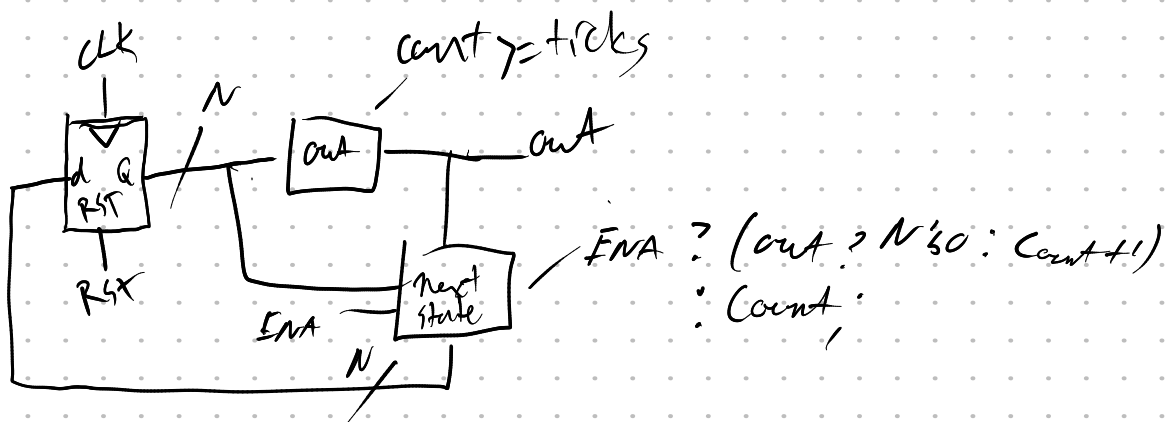 CLK
count >= ticks
N
out
out
d Q
RST
RST
ENA ? (out ? N'b0 : Count+1)
: Count;
next
state
ENA
N